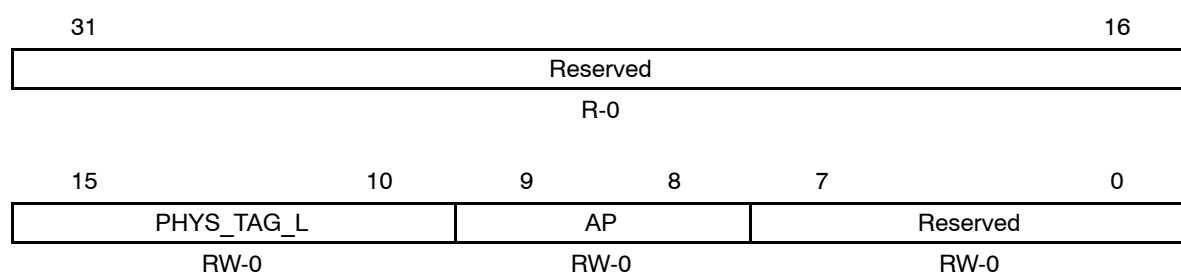 31 16
Reserved
R-0
15 10 9 8 7 0
PHYS_TAG_L AP Reserved
RW-0 RW-0 RW-0